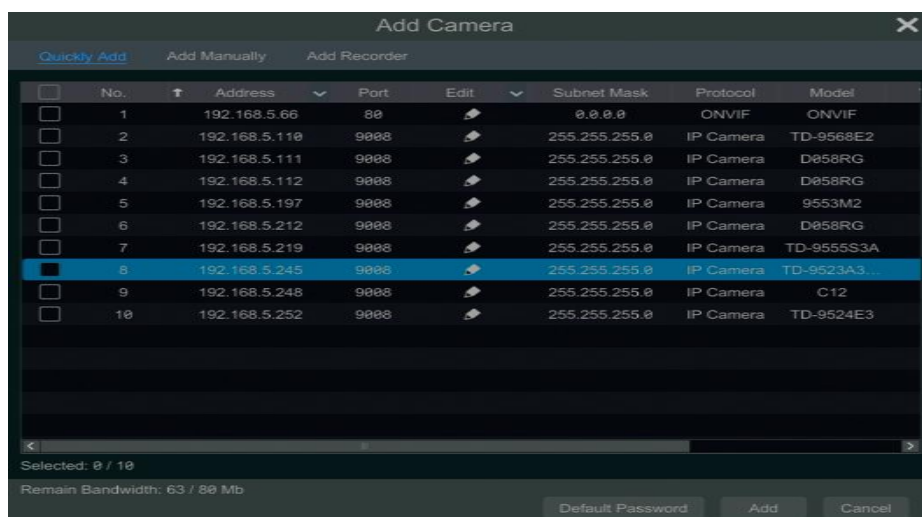 Add Camera
Quickly Add Add Manually Add Recorder
No. Address Port Edit Subnet Mask Protocol Model
1 192.168.5.66 80 0.0.0.0 ONVIF ONVIF
2 192.168.5.110 9008 255.255.255.0 IP Camera TD-9568E2
3 192.168.5.111 9008 255.255.255.0 IP Camera D058RG
4 192.168.5.112 9008 255.255.255.0 IP Camera D058RG
5 192.168.5.197 9008 255.255.255.0 IP Camera 9553M2
6 192.168.5.212 9008 255.255.255.0 IP Camera D058RG
7 192.168.5.219 9008 255.255.255.0 IP Camera TD-9555S3A
8 192.168.5.245 9008 255.255.255.0 IP Camera TD-9523A3...
9 192.168.5.248 9008 255.255.255.0 IP Camera C12
10 192.168.5.252 9008 255.255.255.0 IP Camera TD-9524E3
Selected: 0 / 10
Remain Bandwidth: 63 / 80 Mb
Default Password Add Cancel